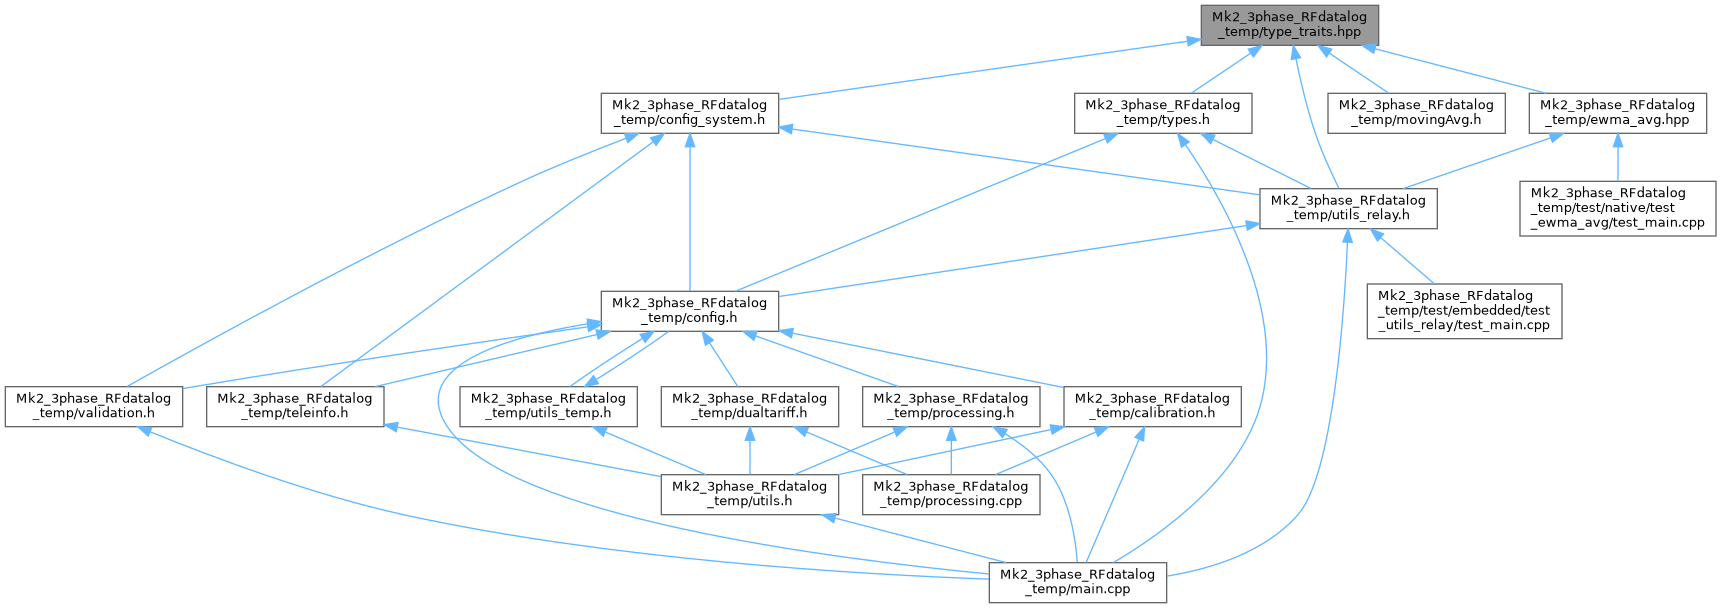 Mk2_3phase_RFdatalog
_temp/type_traits.hpp
Mk2_3phase_RFdatalog
_temp/config_system.h
Mk2_3phase_RFdatalog
_temp/types.h
Mk2_3phase_RFdatalog
_temp/movingAvg.h
Mk2_3phase_RFdatalog
_temp/ewma_avg.hpp
Mk2_3phase_RFdatalog
_temp/utils_relay.h
Mk2_3phase_RFdatalog
_temp/test/native/test
_ewma_avg/test_main.cpp
Mk2_3phase_RFdatalog
_temp/config.h
Mk2_3phase_RFdatalog
_temp/test/embedded/test
_utils_relay/test_main.cpp
Mk2_3phase_RFdatalog
_temp/validation.h
Mk2_3phase_RFdatalog
_temp/teleinfo.h
Mk2_3phase_RFdatalog
_temp/utils_temp.h
Mk2_3phase_RFdatalog
_temp/dualtariff.h
Mk2_3phase_RFdatalog
_temp/processing.h
Mk2_3phase_RFdatalog
_temp/calibration.h
Mk2_3phase_RFdatalog
_temp/utils.h
Mk2_3phase_RFdatalog
_temp/processing.cpp
Mk2_3phase_RFdatalog
_temp/main.cpp